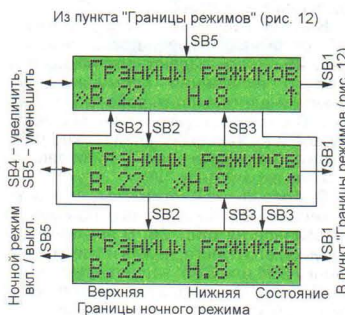 Из пункта "Границы режимов" (рис. 12)
SB5
Границы режимов
»В.22 Н.8 ↑
SB1
SB2 SB2 SB3
SB4 – увеличить,
SB5 – уменьшить
Границы режимов
В.22 »Н.8 ↑
SB1
SB2 SB3 SB3
Ночной режим
вкл. / выкл.
SB5
Границы режимов
В.22 Н.8 »↑
SB1
В пункт "Границы режимов" (рис. 12)
Верхняя Нижняя Состояние
Границы ночного режима